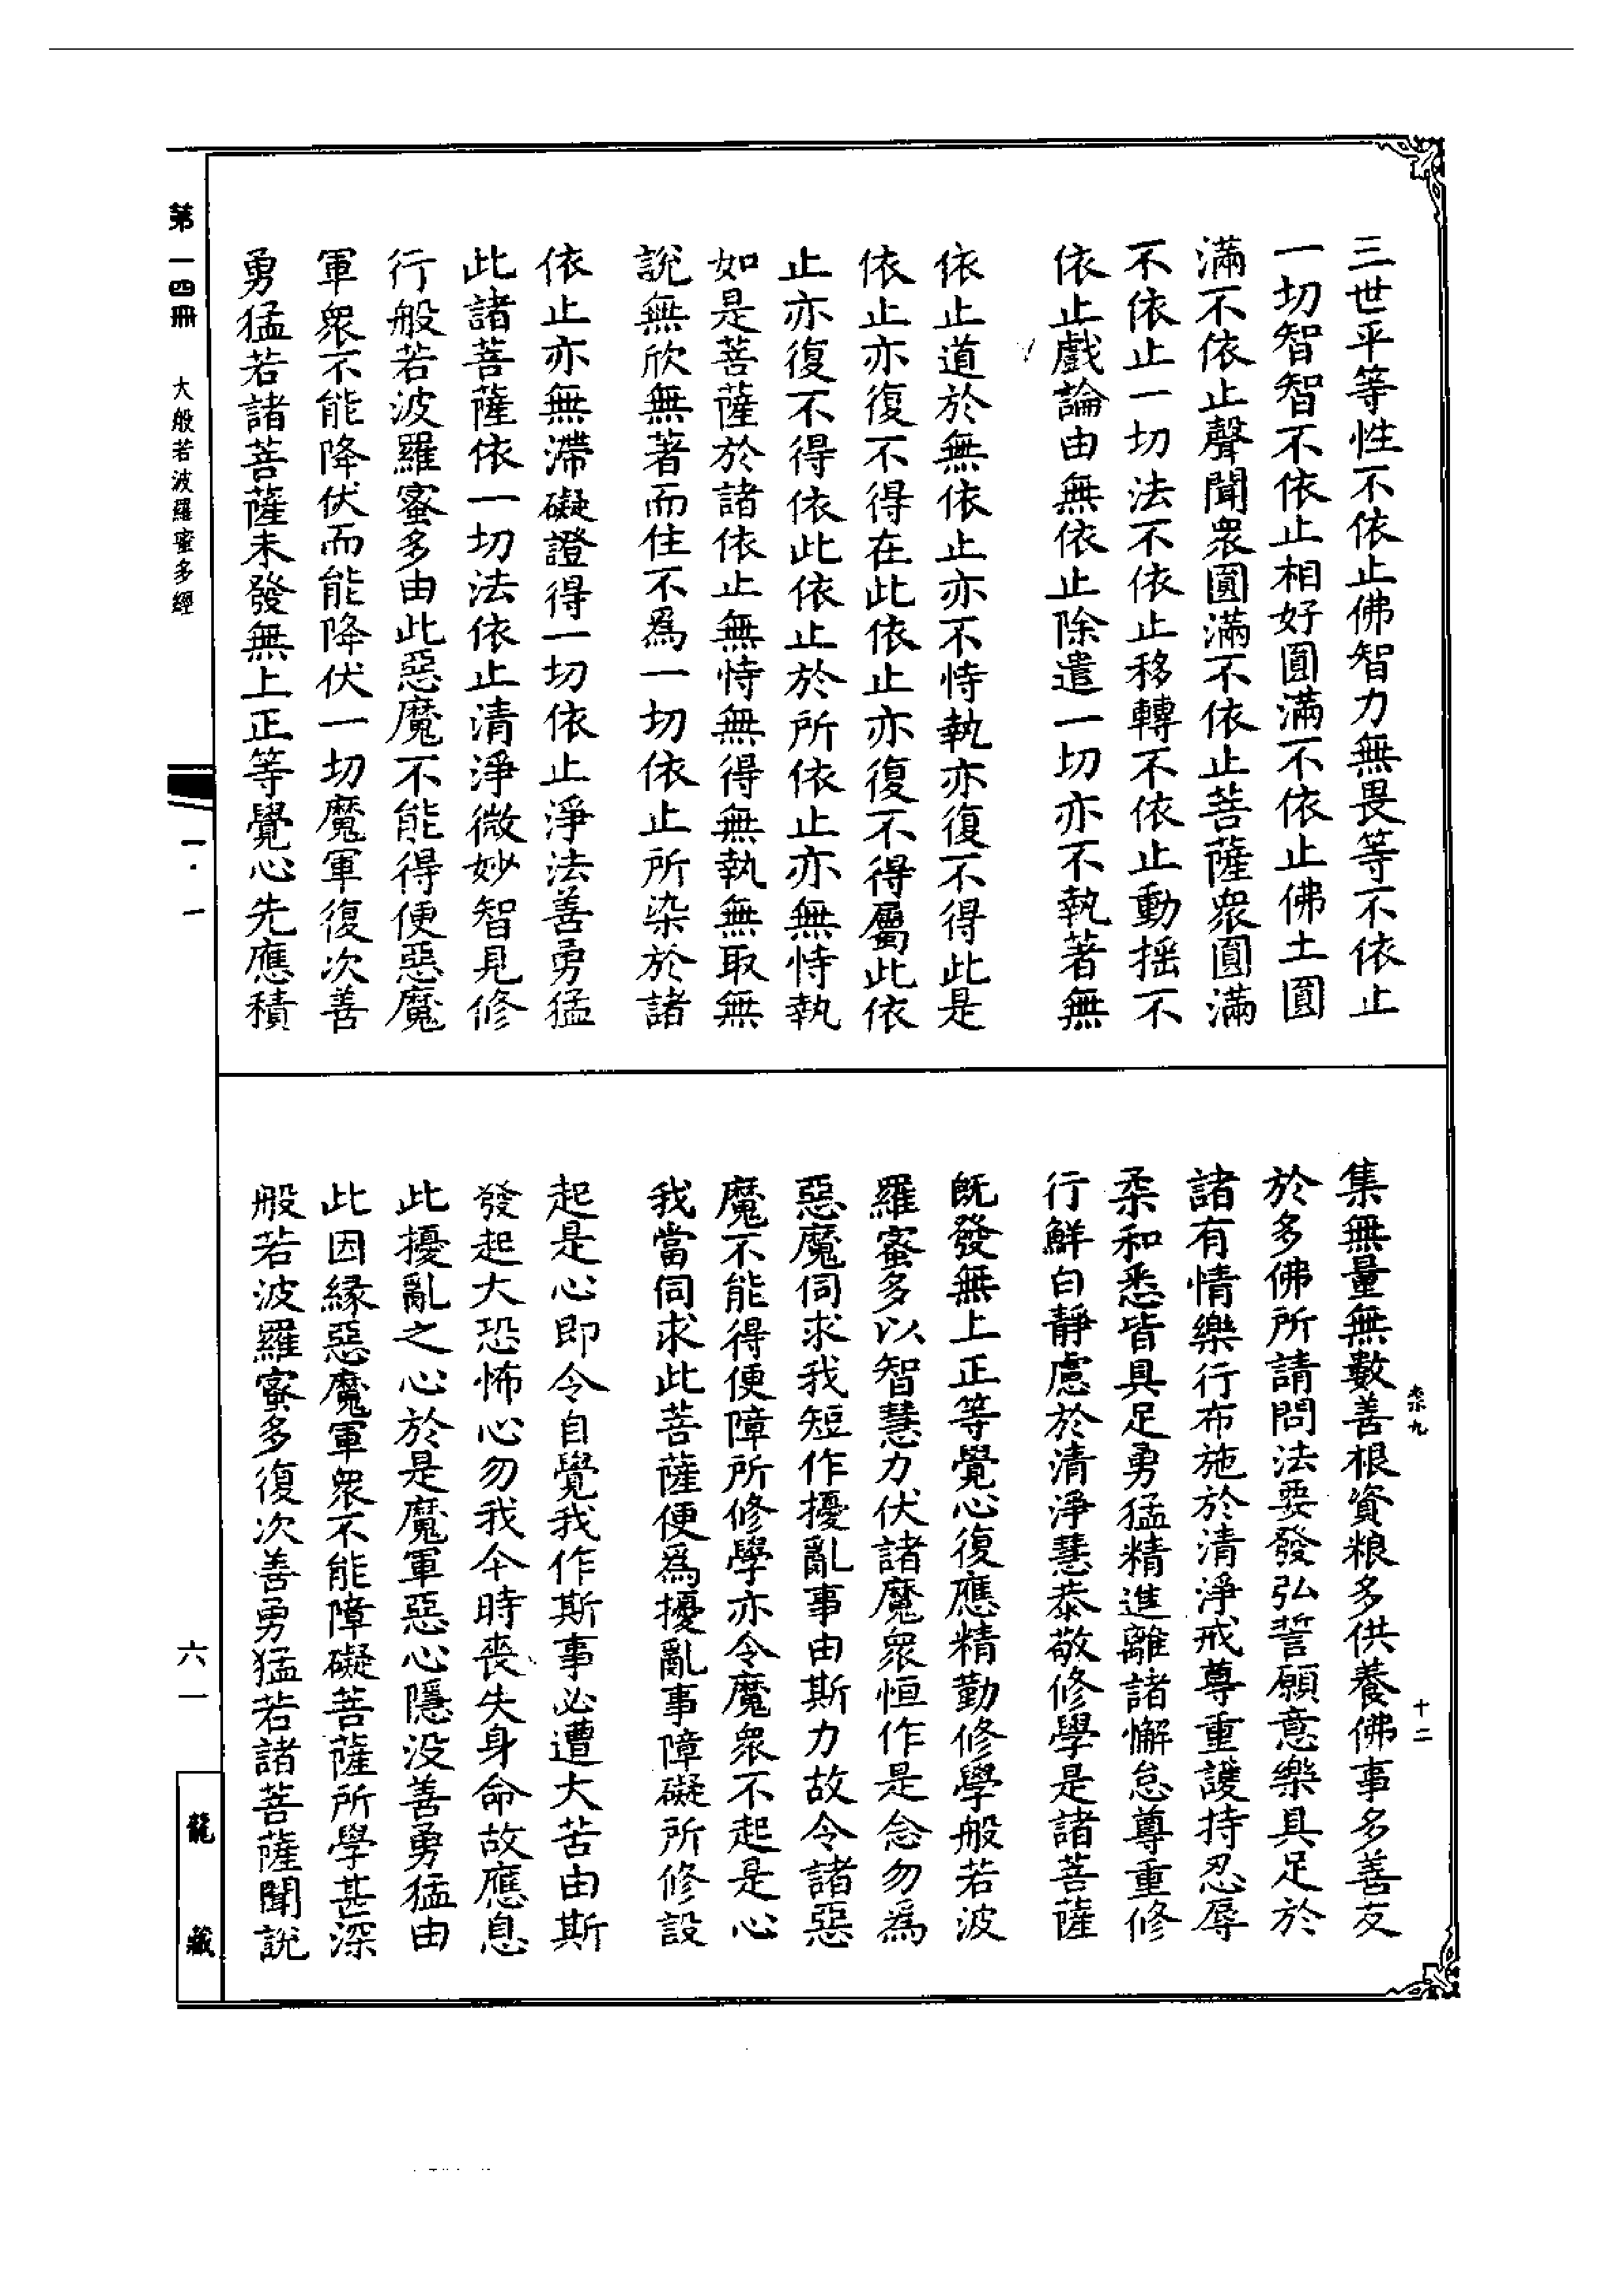 三世平等性不依止佛智力無畏等不依止
一切智智不依止相好圓滿不依止佛土圓
滿不依止聲聞衆圓滿不依止菩薩衆圓滿
不依止一切法不依止移轉不依止動搖不
依止戲論由無依止除遣一切亦不執著無
依止道於無依止亦不恃執亦復不得此是
依止亦復不得在此依止亦復不得屬此依
止亦復不得依此依止於所依止亦無恃執
如是菩薩於諸依止無恃無得無執無取無
說無欣無著而住不爲一切依止所染於諸
依止亦無滯礙證得一切依止淨法善勇猛
此諸菩薩依一切法依止清淨微妙智見修
行般若波羅蜜多由此惡魔不能得便惡魔
軍衆不能降伏而能降伏一切魔軍復次善
勇猛若諸菩薩未發無上正等覺心先應積
集無量無數善根資粮多供養佛事多善友
於多佛所請問法要發弘誓願意樂具足於
諸有情樂行布施於清淨戒尊重護持忍辱
柔和悉皆具足勇猛精進離諸懈怠尊重修
行鮮白靜慮於清淨慧恭敬修學是諸菩薩
既發無上正等覺心復應精勤修學般若波
羅蜜多以智慧力伏諸魔衆恒作是念勿爲
惡魔伺求我短作擾亂事由斯力故令諸惡
魔不能得便障所修學亦令魔衆不起是心
我當伺求此菩薩便爲擾亂事障礙所修設
起是心即令自覺我作斯事必遭大苦由斯
發起大恐怖心勿我今時喪失身命故應息
此擾亂之心於是魔軍惡心隱没善勇猛由
此因緣惡魔軍衆不能障礙菩薩所學甚深
般若波羅蜜多復次善勇猛若諸菩薩聞說
柰九
十二
第一四冊 大般若波羅蜜多經
一·一
六一
龍藏